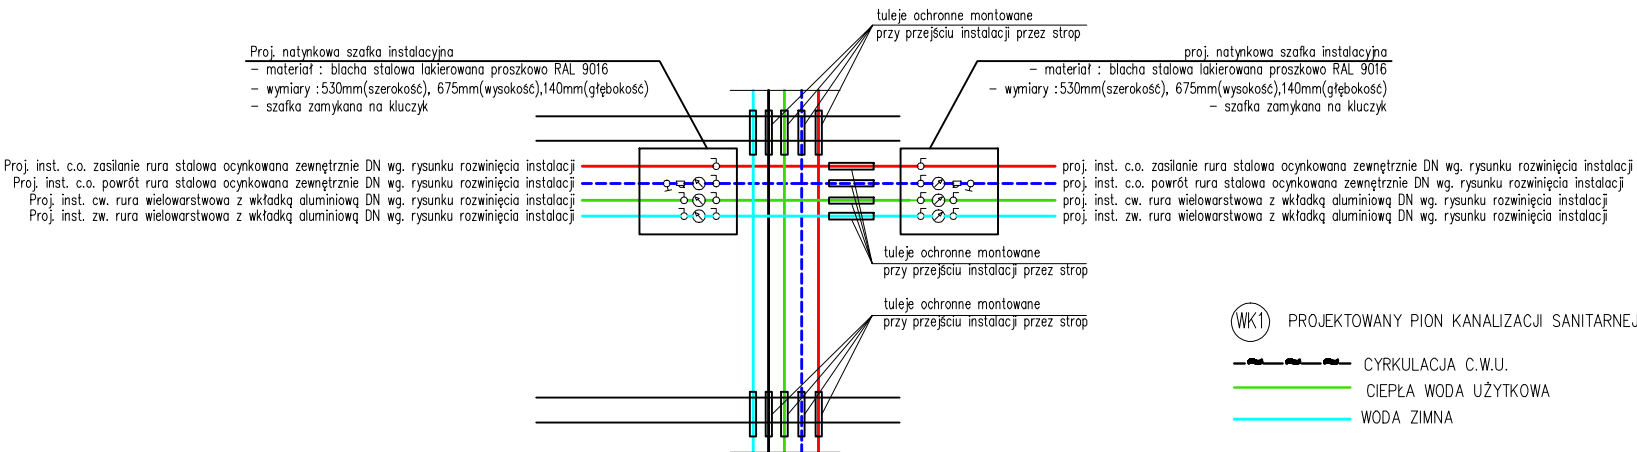 tuleje ochronne montowane
przy przejściu instalacji przez strop
Proj. natynkowa szafka instalacyjna
- materiał : blacha stalowa lakierowana proszkowo RAL 9016
- wymiary :530mm(szerokość), 675mm(wysokość),140mm(głębokość)
- szafka zamykana na kluczyk
proj. natynkowa szafka instalacyjna
- materiał : blacha stalowa lakierowana proszkowo RAL 9016
- wymiary :530mm(szerokość), 675mm(wysokość),140mm(głębokość)
- szafka zamykana na kluczyk
Proj. inst. c.o. zasilanie rura stalowa ocynkowana zewnętrznie DN wg. rysunku rozwinięcia instalacji
Proj. inst. c.o. powrót rura stalowa ocynkowana zewnętrznie DN wg. rysunku rozwinięcia instalacji
Proj. inst. cw. rura wielowarstwowa z wkładką aluminiową DN wg. rysunku rozwinięcia instalacji
Proj. inst. zw. rura wielowarstwowa z wkładką aluminiową DN wg. rysunku rozwinięcia instalacji
proj. inst. c.o. zasilanie rura stalowa ocynkowana zewnętrznie DN wg. rysunku rozwinięcia instalacji
proj. inst. c.o. powrót rura stalowa ocynkowana zewnętrznie DN wg. rysunku rozwinięcia instalacji
proj. inst. cw. rura wielowarstwowa z wkładką aluminiową DN wg. rysunku rozwinięcia instalacji
proj. inst. zw. rura wielowarstwowa z wkładką aluminiową DN wg. rysunku rozwinięcia instalacji
tuleje ochronne montowane
przy przejściu instalacji przez strop
tuleje ochronne montowane
przy przejściu instalacji przez strop
WK1 PROJEKTOWANY PION KANALIZACJI SANITARNEJ
CYRKULACJA C.W.U.
CIEPŁA WODA UŻYTKOWA
WODA ZIMNA